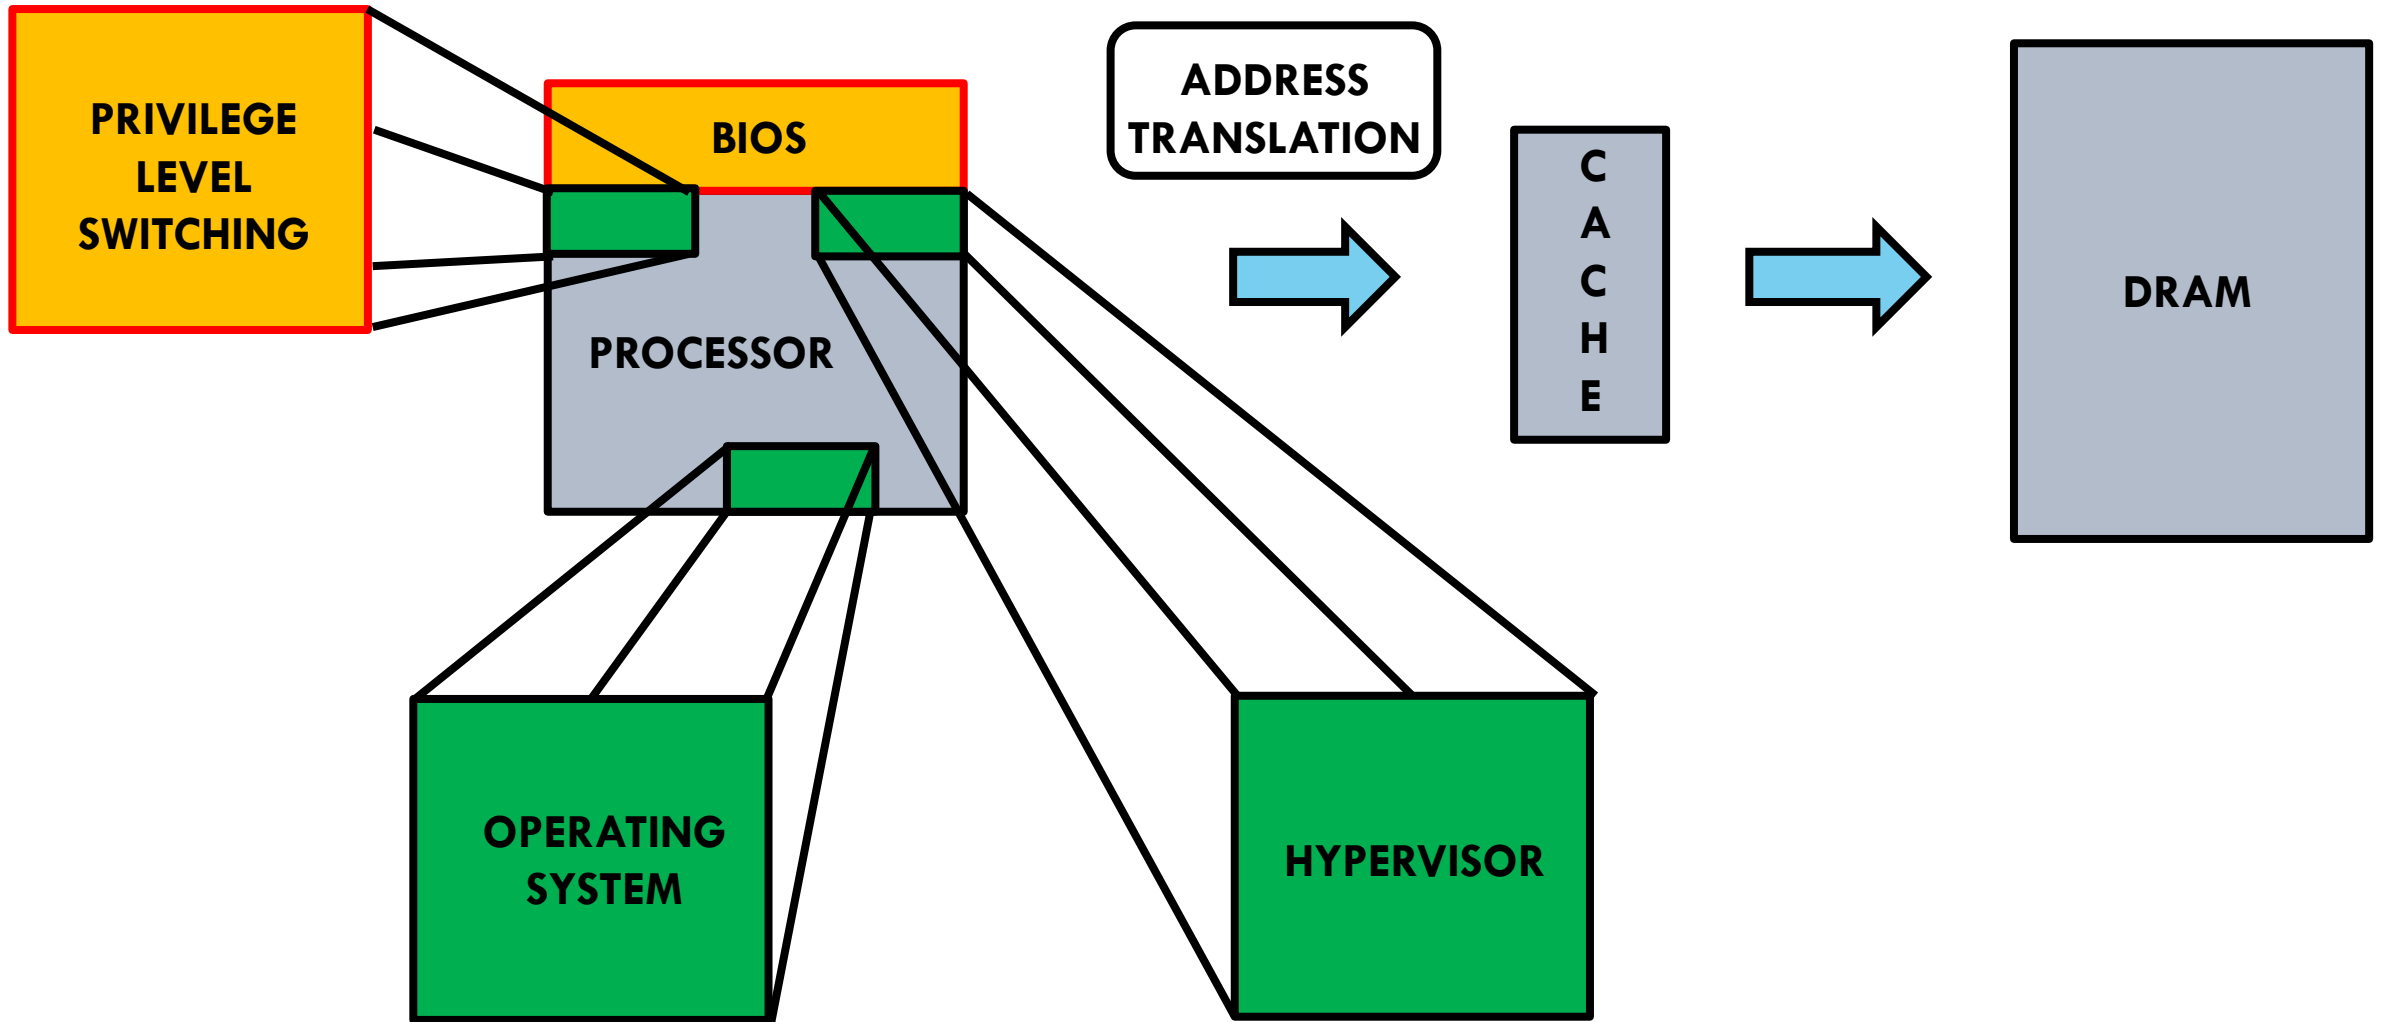 PRIVILEGE
LEVEL
SWITCHING
BIOS
PROCESSOR
ADDRESS
TRANSLATION
C
A
C
H
E
DRAM
OPERATING
SYSTEM
HYPERVISOR